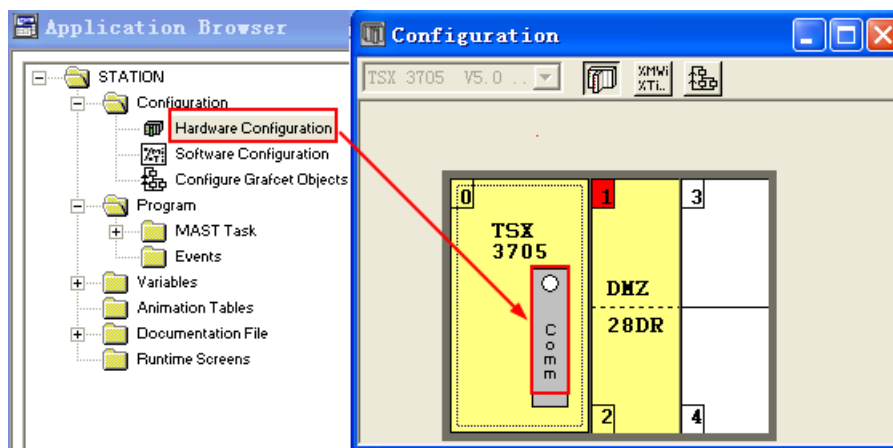 Application Browser
STATION
Configuration
Hardware Configuration
Software Configuration
Configure Grafcet Objects
Program
MAST Task
Events
Variables
Animation Tables
Documentation File
Runtime Screens
Configuration
TSX 3705 V5.0 ..
%MWi
%Ti..
0
TSX
3705
Comm
1
DMZ
28DR
2
3
4